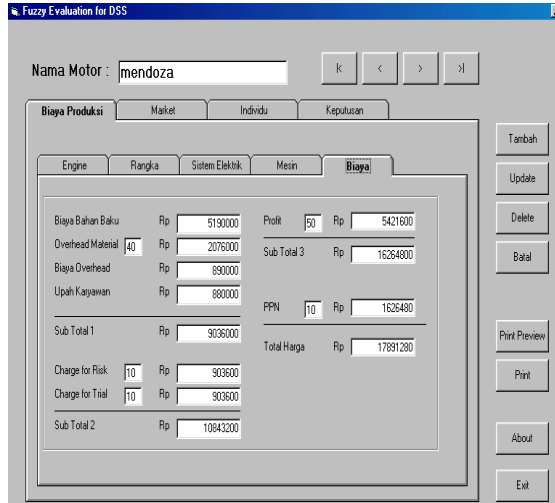 Fuzzy Evaluation for DSS
Nama Motor : mendoza
Biaya Produksi Market Individu Keputusan
Engine Rangka Sistem Elektrik Mesin Biaya
Biaya Bahan Baku Rp 5190000
Overhead Material 40 Rp 2076000
Biaya Overhead Rp 890000
Upah Karyawan Rp 880000
Sub Total 1 Rp 9036000
Charge for Risk 10 Rp 903600
Charge for Trial 10 Rp 903600
Sub Total 2 Rp 10843200
Profit 50 Rp 5421600
Sub Total 3 Rp 16264800
PPN 10 Rp 1626480
Total Harga Rp 17891280
Tambah
Update
Delete
Batal
Print Preview
Print
About
Exit